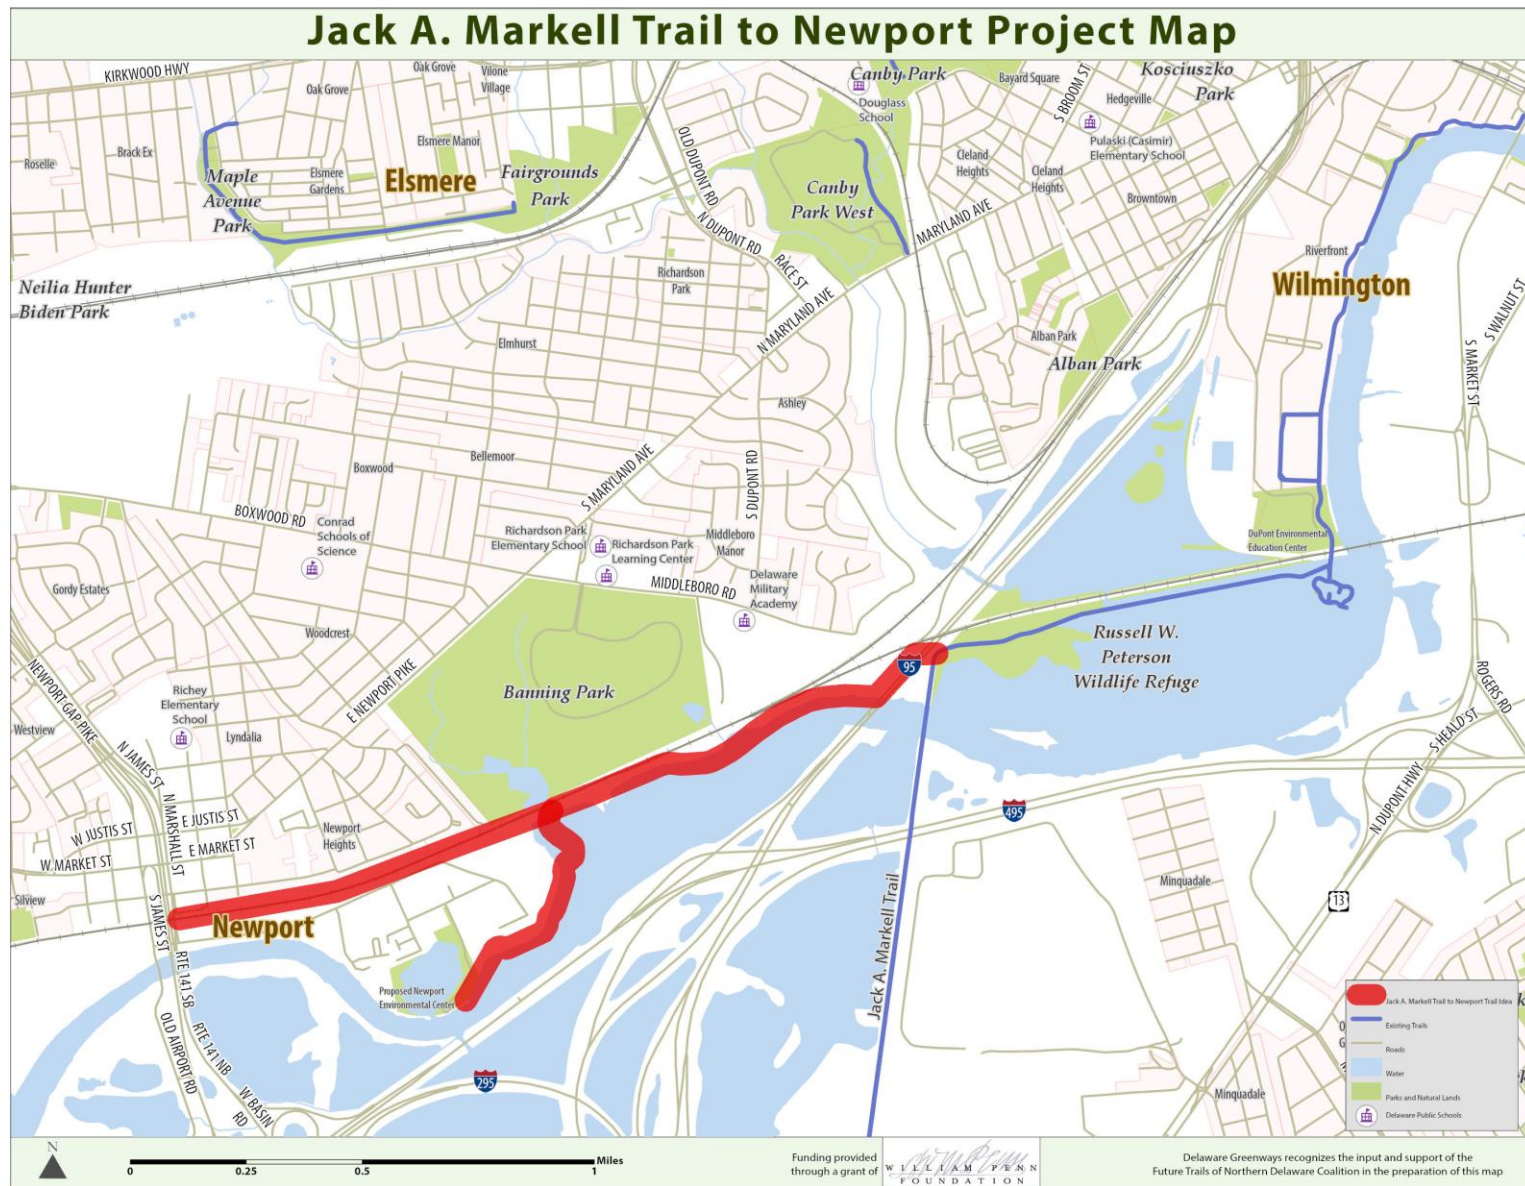 Jack A. Markell Trail to Newport Project Map
KIRKWOOD HWY
Oak Grove
Oak Grove
Vilone
Village
Canby Park
Douglass
School
Bayard Square
S BROOM ST
Kosciuszko
Park
Hedgeville
Pulaski (Casimir)
Elementary School
Roselle
Brack Ex
Maple
Avenue
Park
Elsmere
Gardens
Elsmere Manor
Elsmere
Fairgrounds
Park
OLD DUPONT RD
N DUPONT RD
RACE ST
Canby
Park West
MARYLAND AVE
Cleland
Heights
Cleland
Heights
Browntown
Riverfront
Wilmington
S WALNUT ST
S MARKET ST
Neilia Hunter
Biden Park
Richardson
Park
Elmhurst
N MARYLAND AVE
Alban Park
Alban Park
Ashley
Boxwood
Bellemoor
S MARYLAND AVE
S DUPONT RD
BOXWOOD RD
Conrad
Schools of
Science
Richardson Park
Elementary School
Richardson Park
Learning Center
Middleboro
Manor
MIDDLEBORO RD
Delaware
Military
Academy
DuPont Environmental
Education Center
Gordy Estates
Woodcrest
NEWPORT GAP PIKE
Richey
Elementary
School
E NEWPORT PIKE
Banning Park
95
Russell W.
Peterson
Wildlife Refuge
ROGERS RD
S HEALD ST
N DUPONT HWY
Westview
Lyndalia
N JAMES ST
N MARSHALL ST
E JUSTIS ST
W JUSTIS ST
E MARKET ST
W MARKET ST
Newport
Heights
495
Silview
S JAMES ST
Newport
Minquadale
13
RTE 141 SB
Proposed Newport
Environmental Center
Jack A. Markell Trail
OLD AIRPORT RD
RTE 141 NB
W BASIN
RD
295
Minquadale
Jack A. Markell Trail to Newport Trail Idea
Existing Trails
Roads
Water
Parks and Natural Lands
Delaware Public Schools
N
0
0.25
0.5
1
Miles
Funding provided
through a grant of
WILLIAM PENN
FOUNDATION
Delaware Greenways recognizes the input and support of the
Future Trails of Northern Delaware Coalition in the preparation of this map